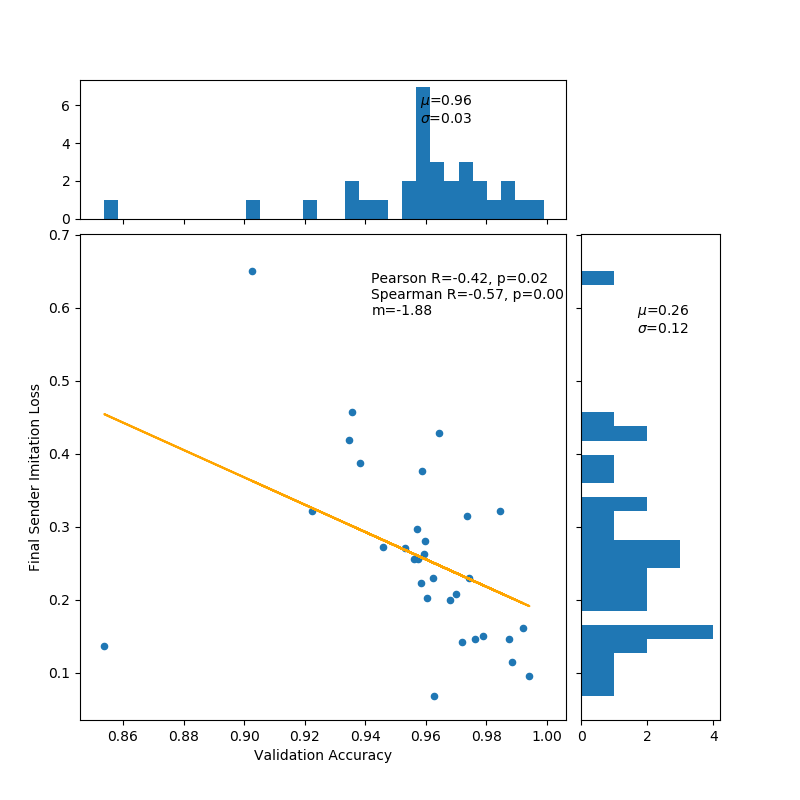 6
4
2
0
μ=0.96
σ=0.03
0.7
0.6
0.5
0.4
0.3
0.2
0.1
Final Sender Imitation Loss
Pearson R=-0.42, p=0.02
Spearman R=-0.57, p=0.00
m=-1.88
μ=0.26
σ=0.12
0.86 0.88 0.90 0.92 0.94 0.96 0.98 1.00
0 2 4
Validation Accuracy